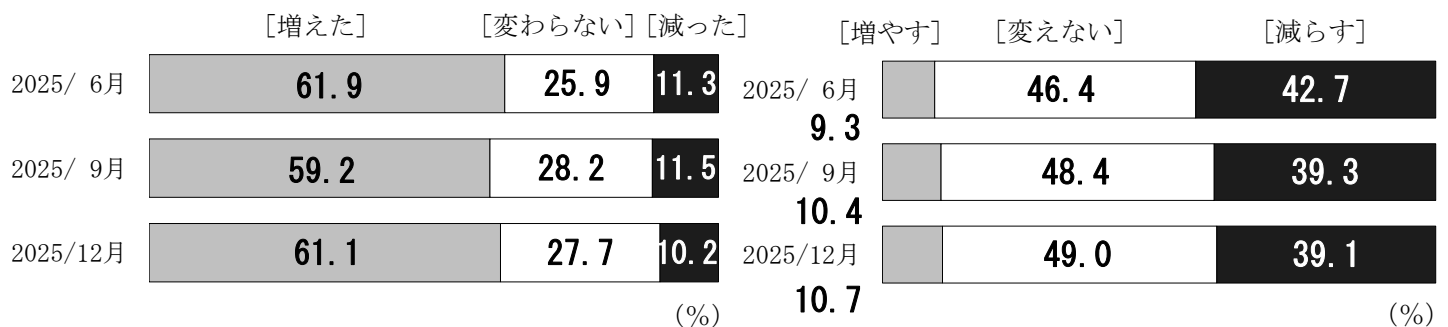 [増えた] [変わらない] [減った]
2025/ 6月 61.9 25.9 11.3
2025/ 9月 59.2 28.2 11.5
2025/12月 61.1 27.7 10.2
(%)
[増やす] [変えない] [減らす]
2025/ 6月 46.4 42.7
9.3
2025/ 9月 48.4 39.3
10.4
2025/12月 49.0 39.1
10.7
(%)